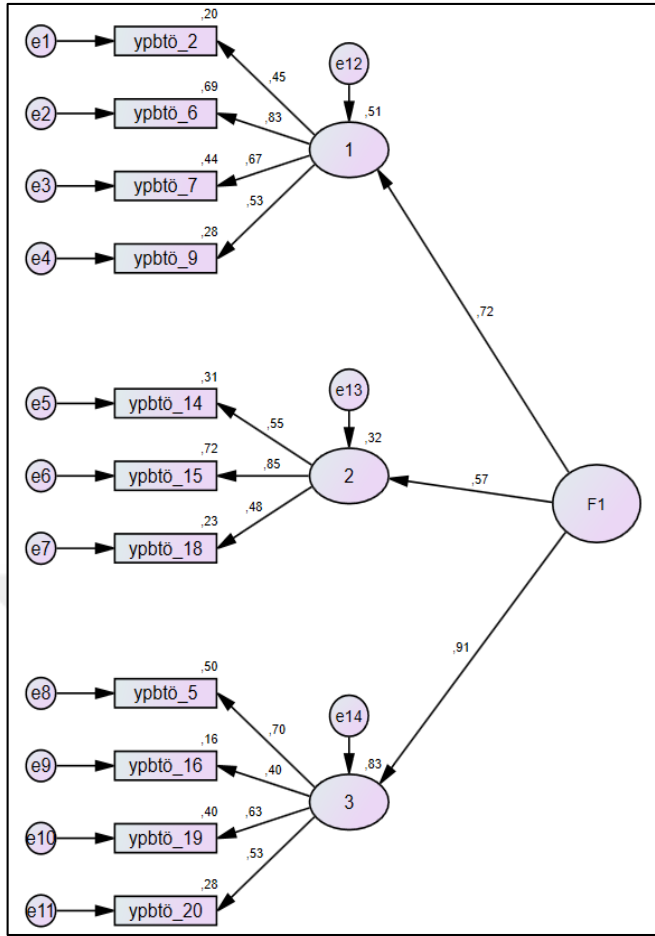 ,20
e1 ypbtö_2
e12
,45
,51
,69
e2 ypbtö_6
,83
1
,44
,67
e3 ypbtö_7
,53
,28
e4 ypbtö_9
,72
,31
e13
e5 ypbtö_14
,55
,32
,72
,85
e6 ypbtö_15
2
,57
F1
,48
,23
e7 ypbtö_18
,91
,50
e8 ypbtö_5
e14
,70
,83
,16
e9 ypbtö_16
,40
3
,40
,63
e10 ypbtö_19
,53
,28
e11 ypbtö_20